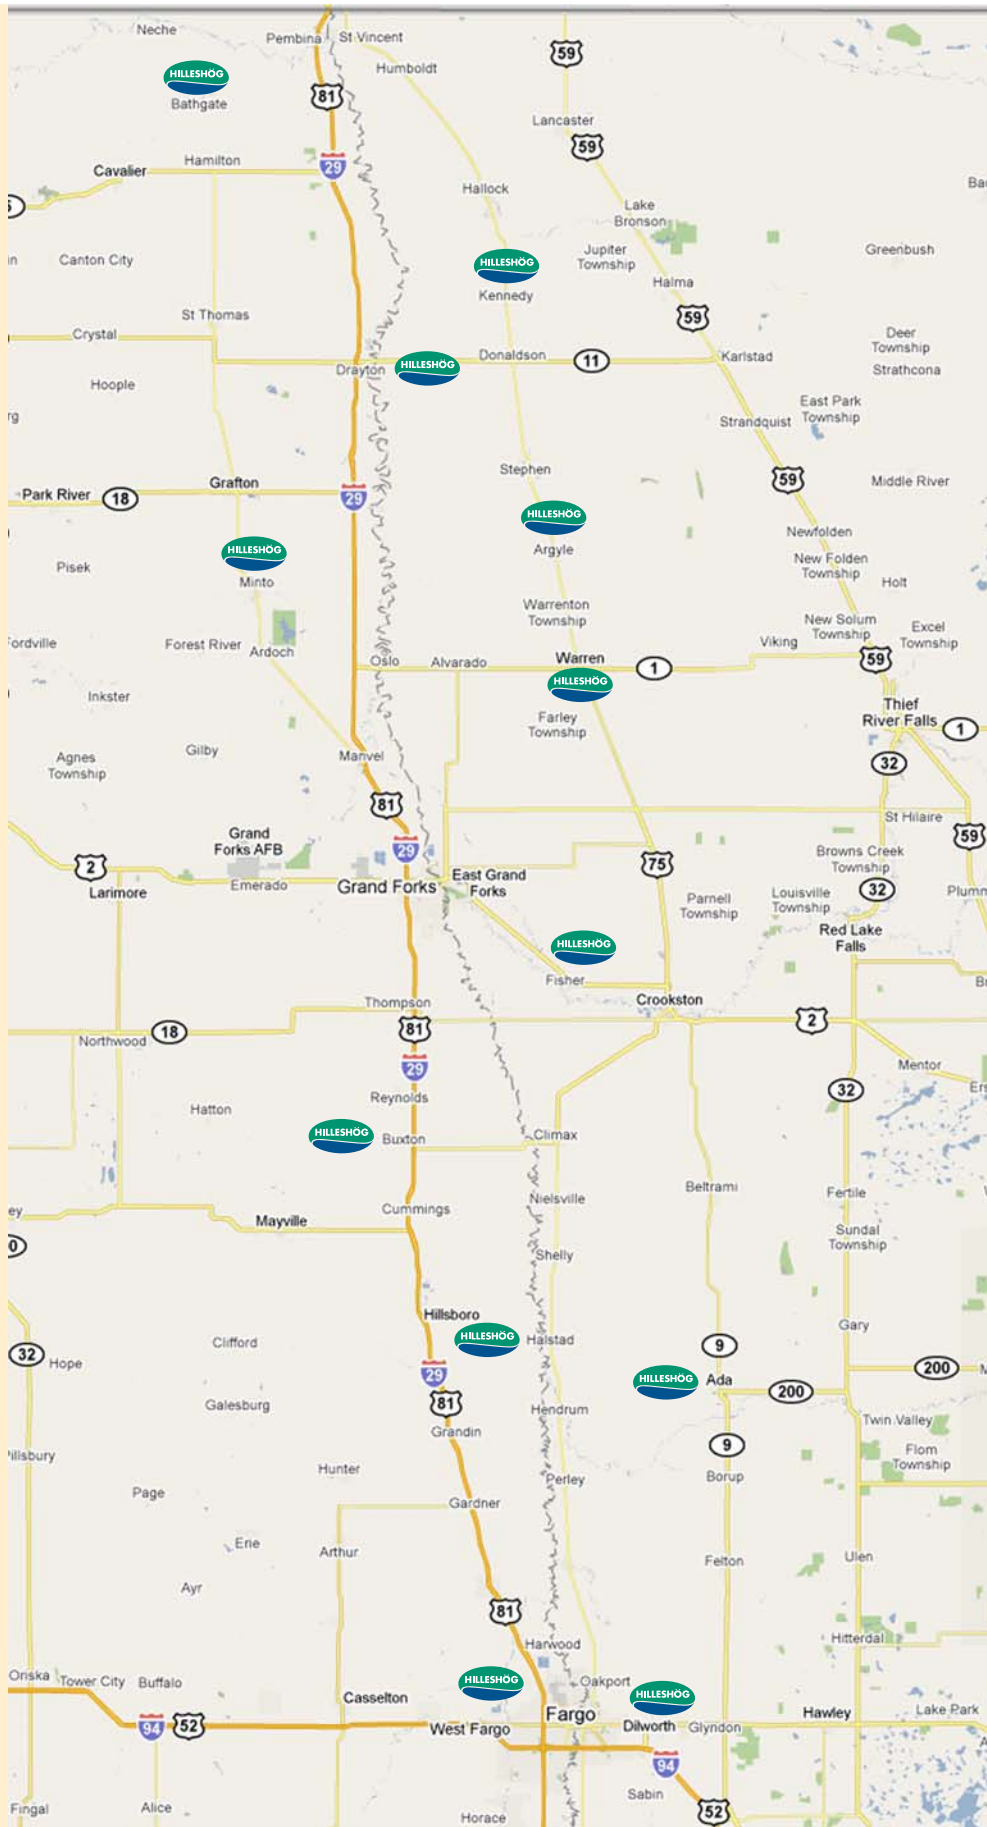 Neche
Pembina
St Vincent
Humboldt
59
HILLESHÖG
Bathgate
81
Lancaster
59
Cavalier
Hamilton
29
Hallock
Lake
Bronson
Jupiter
Township
Greenbush
Canton City
HILLESHÖG
Kennedy
Halma
St Thomas
59
Crystal
Deer
Township
Drayton
HILLESHÖG
Donaldson
11
Karlstad
Strathcona
Hoople
East Park
Township
Strandquist
Stephen
59
Middle River
Park River
18
Grafton
29
HILLESHÖG
Argyle
Newfolden
HILLESHÖG
Minto
Pisek
New Folden
Township
Holt
Warrenton
Township
New Solum
Township
Excel
Township
Fordville
Forest River
Ardoch
Viking
Oslo
Alvarado
Warren
1
59
HILLESHÖG
Inkster
Thief
River Falls
1
Farley
Township
Gilby
Manvel
Agnes
Township
32
81
St Hilaire
59
Grand
Forks AFB
29
Browns Creek
Township
2
75
Larimore
Emerado
Grand Forks
East Grand
Forks
Louisville
Township
32
Parnell
Township
Red Lake
Falls
HILLESHÖG
Fisher
Thompson
Crookston
2
Northwood
18
81
29
Mentor
32
Reynolds
Hatton
HILLESHÖG
Buxton
Climax
Beltrami
Fertile
Nielsville
Cummings
Mayville
Sundal
Township
Shelly
Hillsboro
HILLESHÖG
Halstad
Gary
Clifford
9
32
Hope
29
200
HILLESHÖG
Ada
200
Galesburg
81
Hendrum
Grandin
Twin Valley
9
Flom
Township
Pillsbury
Hunter
Perley
Borup
Page
Gardner
Erie
Arthur
Felton
Ulen
Ayr
81
Harwood
Hitterdal
Oriska
Tower City
Buffalo
HILLESHÖG
Oakport
Casselton
HILLESHÖG
94
52
West Fargo
Fargo
Dilworth
Glyndon
Hawley
Lake Park
94
Sabin
Fingal
Alice
Horace
52